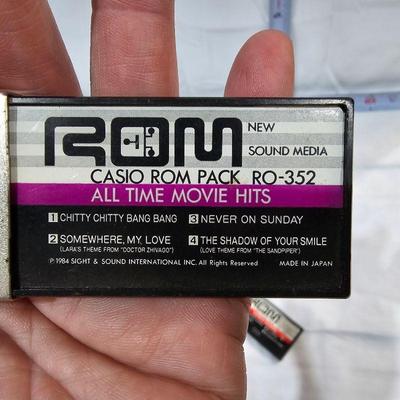 ROM NEW
SOUND MEDIA
CASIO ROM PACK RO-352
ALL TIME MOVIE HITS
1 CHITTY CHITTY BANG BANG
2 SOMEWHERE, MY LOVE
(LARA'S THEME FROM "DOCTOR ZHIVAGO")
3 NEVER ON SUNDAY
4 THE SHADOW OF YOUR SMILE
(LOVE THEME FROM "THE SANDPIPER")
Ⓟ 1984 SIGHT & SOUND INTERNATIONAL INC. All Rights Reserved MADE IN JAPAN
ROM